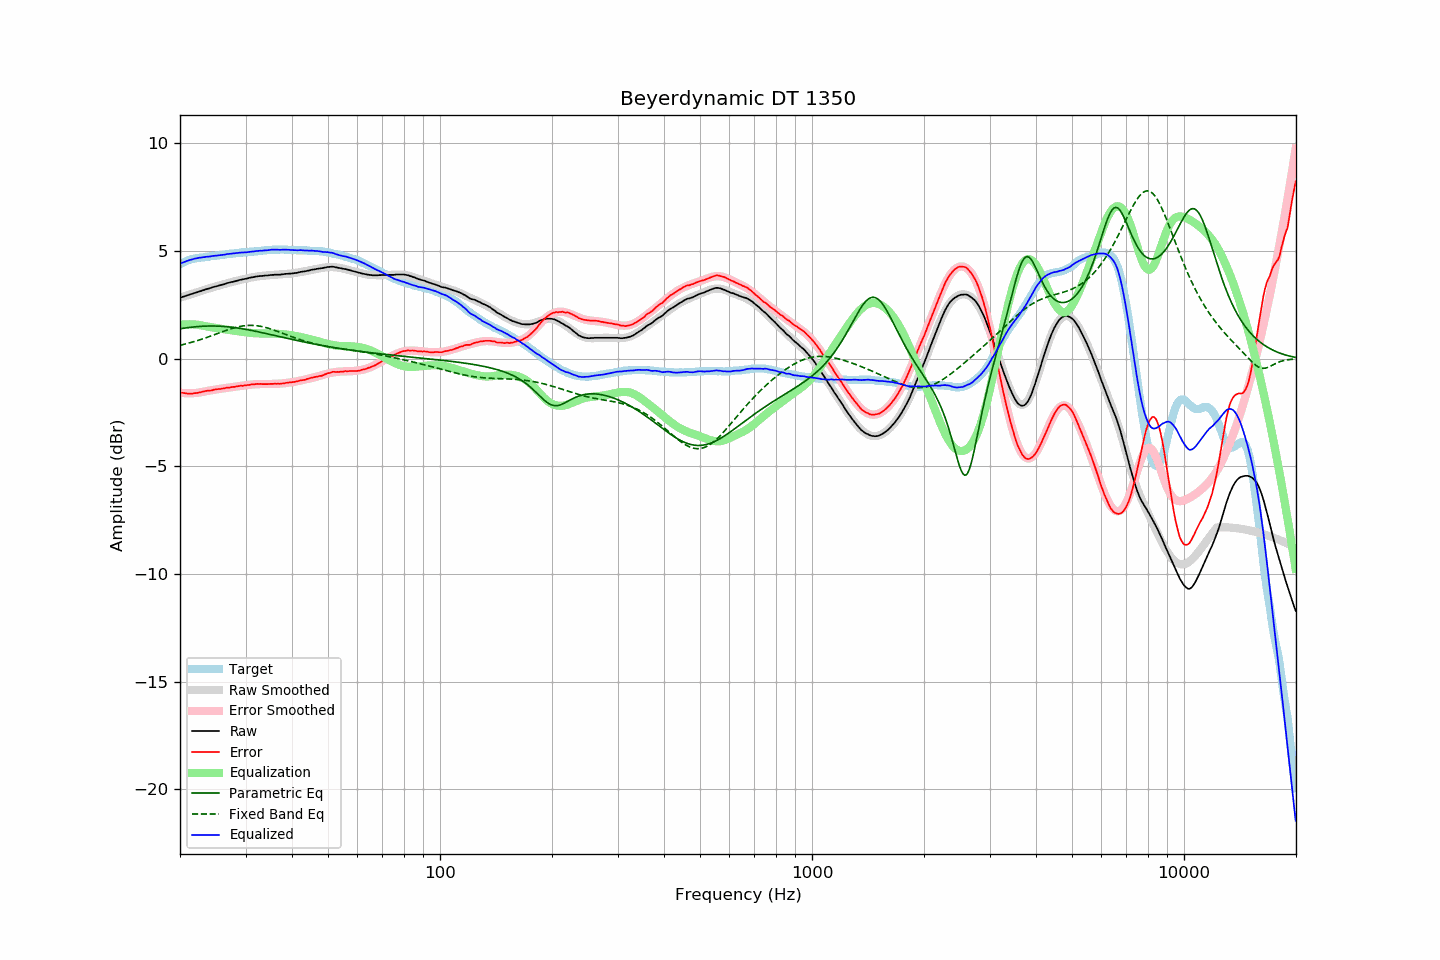 Beyerdynamic DT 1350
10
5
0
−5
−10
−15
−20
Amplitude (dBr)
Target
Raw Smoothed
Error Smoothed
Raw
Error
Equalization
Parametric Eq
Fixed Band Eq
Equalized
100
1000
10000
Frequency (Hz)